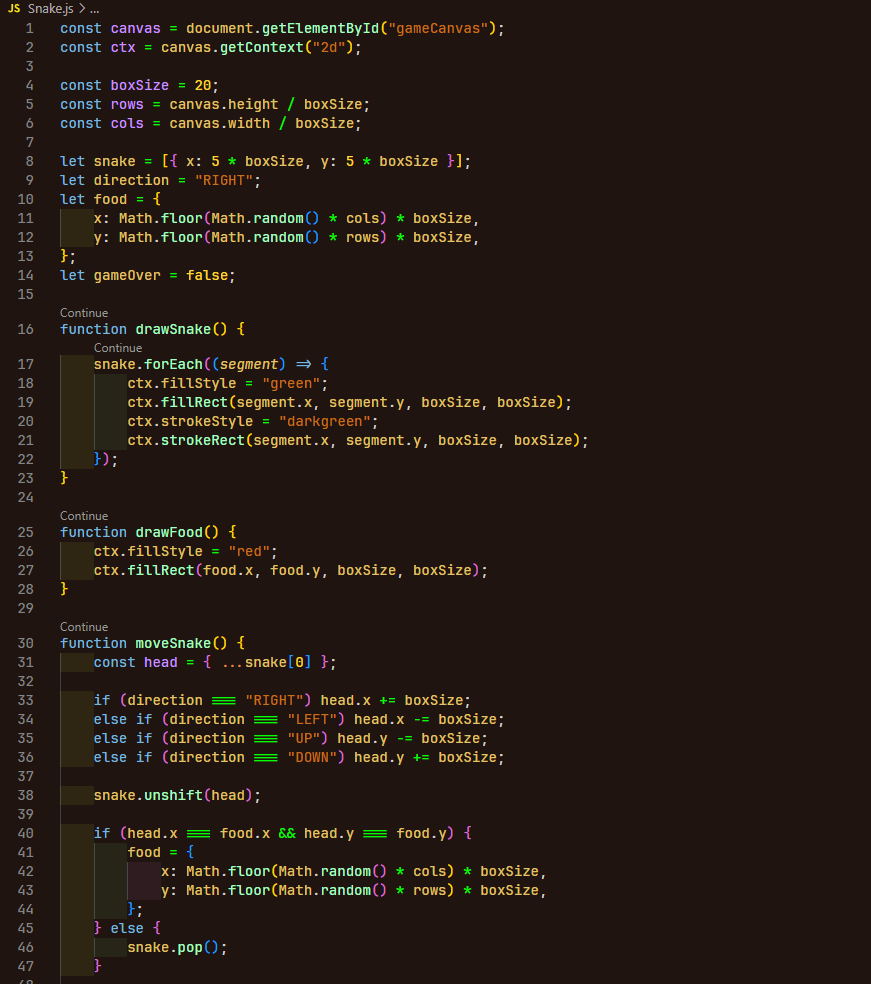 JS Snake.js > ...
1 const canvas = document.getElementById("gameCanvas");
2 const ctx = canvas.getContext("2d");
3
4 const boxSize = 20;
5 const rows = canvas.height / boxSize;
6 const cols = canvas.width / boxSize;
7
8 let snake = [{ x: 5 * boxSize, y: 5 * boxSize }];
9 let direction = "RIGHT";
10 let food = {
11     x: Math.floor(Math.random() * cols) * boxSize,
12     y: Math.floor(Math.random() * rows) * boxSize,
13 };
14 let gameOver = false;
15
Continue
16 function drawSnake() {
Continue
17     snake.forEach((segment) => {
18         ctx.fillStyle = "green";
19         ctx.fillRect(segment.x, segment.y, boxSize, boxSize);
20         ctx.strokeStyle = "darkgreen";
21         ctx.strokeRect(segment.x, segment.y, boxSize, boxSize);
22     });
23 }
24
Continue
25 function drawFood() {
26     ctx.fillStyle = "red";
27     ctx.fillRect(food.x, food.y, boxSize, boxSize);
28 }
29
Continue
30 function moveSnake() {
31     const head = { ...snake[0] };
32
33     if (direction === "RIGHT") head.x += boxSize;
34     else if (direction === "LEFT") head.x -= boxSize;
35     else if (direction === "UP") head.y -= boxSize;
36     else if (direction === "DOWN") head.y += boxSize;
37
38     snake.unshift(head);
39
40     if (head.x === food.x && head.y === food.y) {
41         food = {
42             x: Math.floor(Math.random() * cols) * boxSize,
43             y: Math.floor(Math.random() * rows) * boxSize,
44         };
45     } else {
46         snake.pop();
47     }